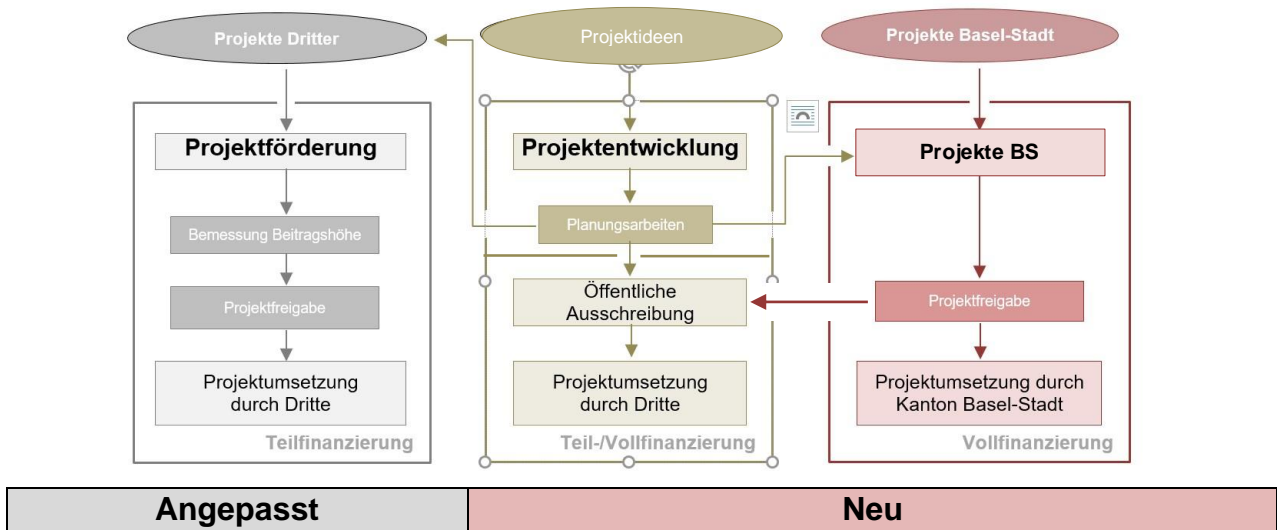 Projekte Dritter
Projektideen
Projekte Basel-Stadt
Projektförderung
Bemessung Beitragshöhe
Projektfreigabe
Projektumsetzung
durch Dritte
Teilfinanzierung
Projektentwicklung
Planungsarbeiten
Öffentliche
Ausschreibung
Projektumsetzung
durch Dritte
Teil-/Vollfinanzierung
Projekte BS
Projektfreigabe
Projektumsetzung durch
Kanton Basel-Stadt
Vollfinanzierung
Angepasst
Neu